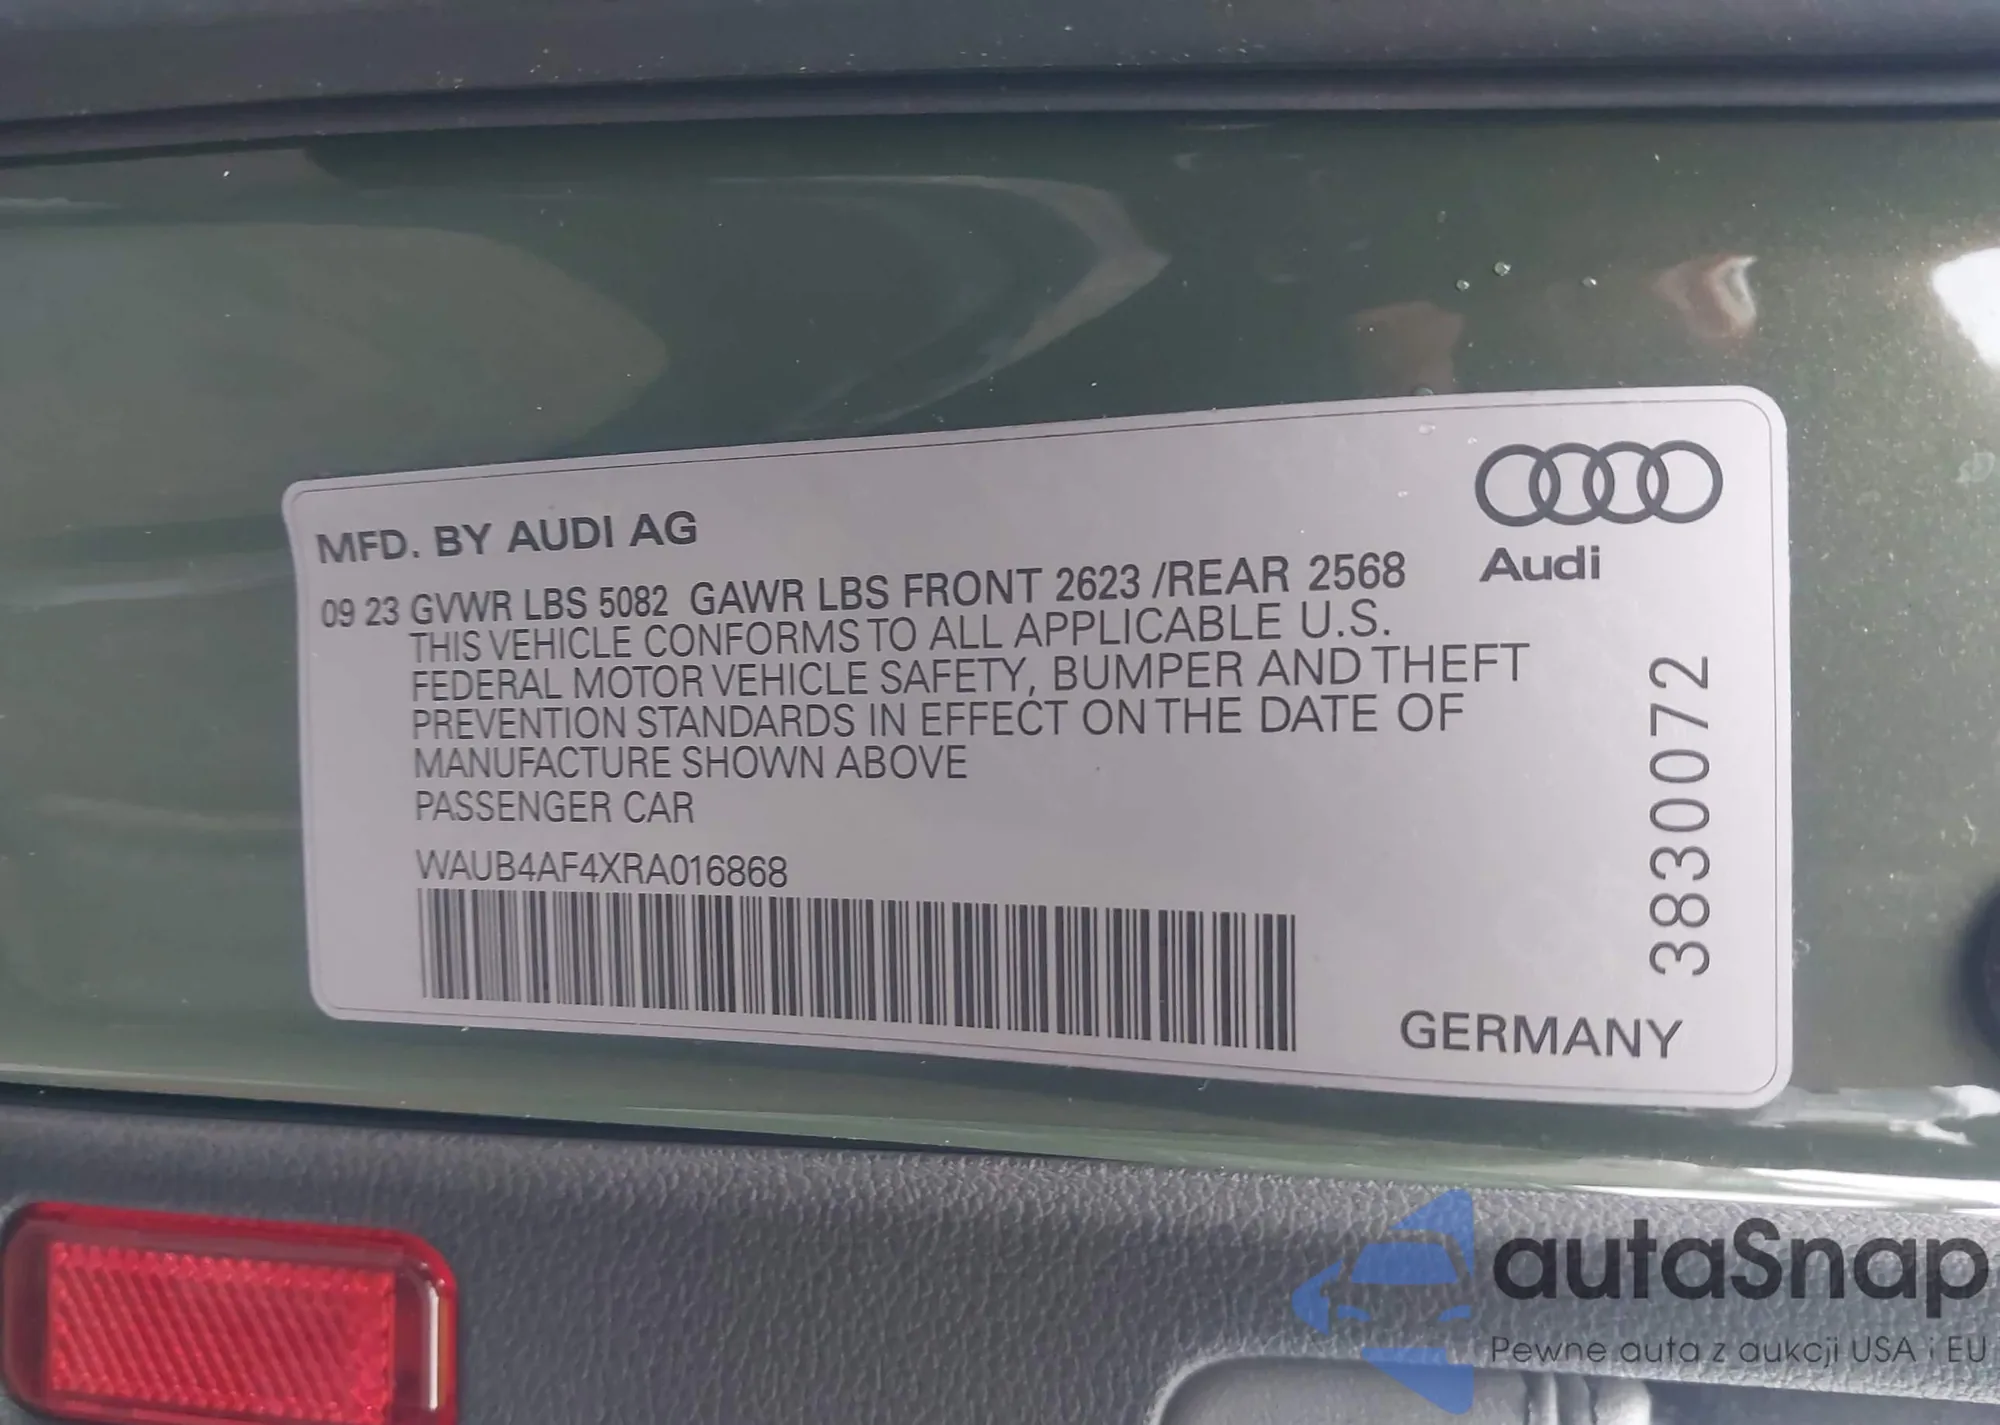 MFD. BY AUDI AG
Audi
09 23 GVWR LBS 5082 GAWR LBS FRONT 2623 /REAR 2568
THIS VEHICLE CONFORMS TO ALL APPLICABLE U.S.
FEDERAL MOTOR VEHICLE SAFETY, BUMPER AND THEFT
PREVENTION STANDARDS IN EFFECT ON THE DATE OF
MANUFACTURE SHOWN ABOVE
PASSENGER CAR
WAUB4AF4XRA016868
3830072
GERMANY
autaSnap
Pewne auta z aukcji USA i EU